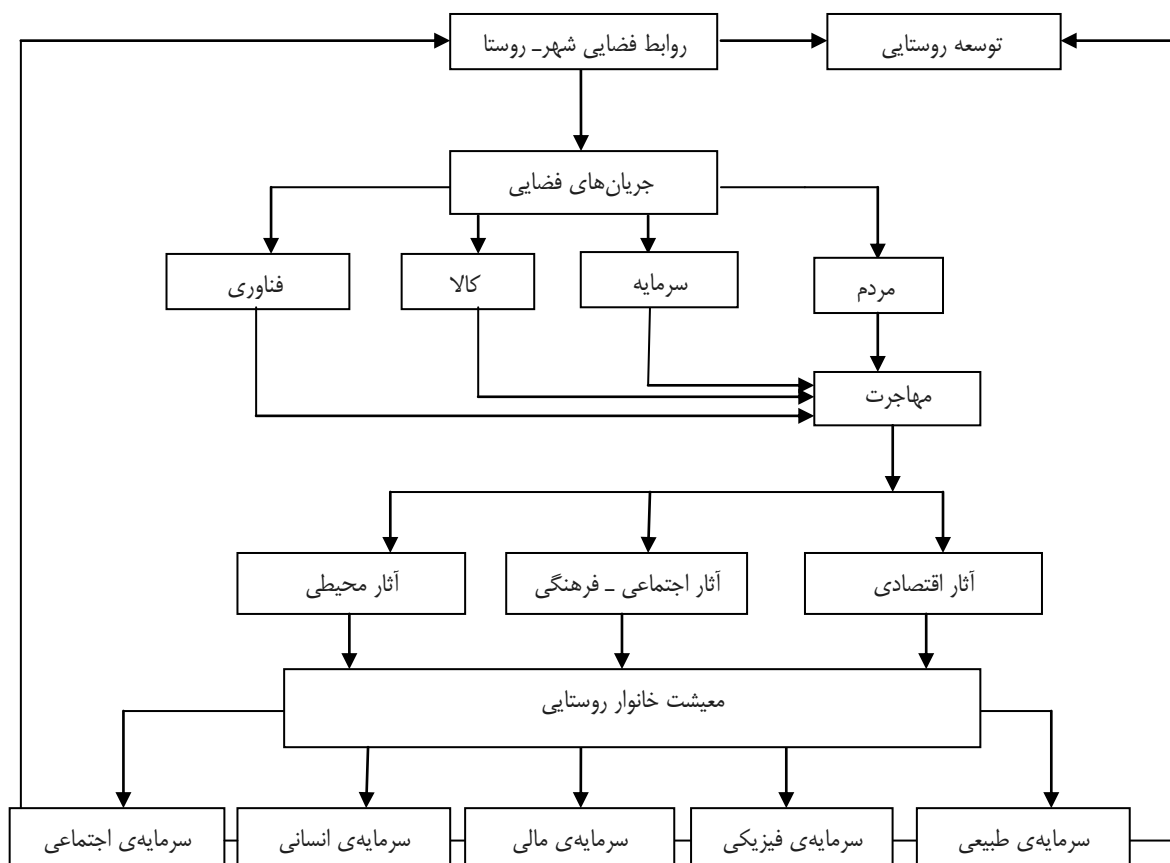 روابط فضایی شهر– روستا
توسعه روستایی
جریان‌های فضایی
مردم
سرمایه
کالا
فناوری
مهاجرت
آثار اقتصادی
آثار اجتماعی – فرهنگی
آثار محیطی
معیشت خانوار روستایی
سرمایه‌ی طبیعی
سرمایه‌ی فیزیکی
سرمایه‌ی مالی
سرمایه‌ی انسانی
سرمایه‌ی اجتماعی